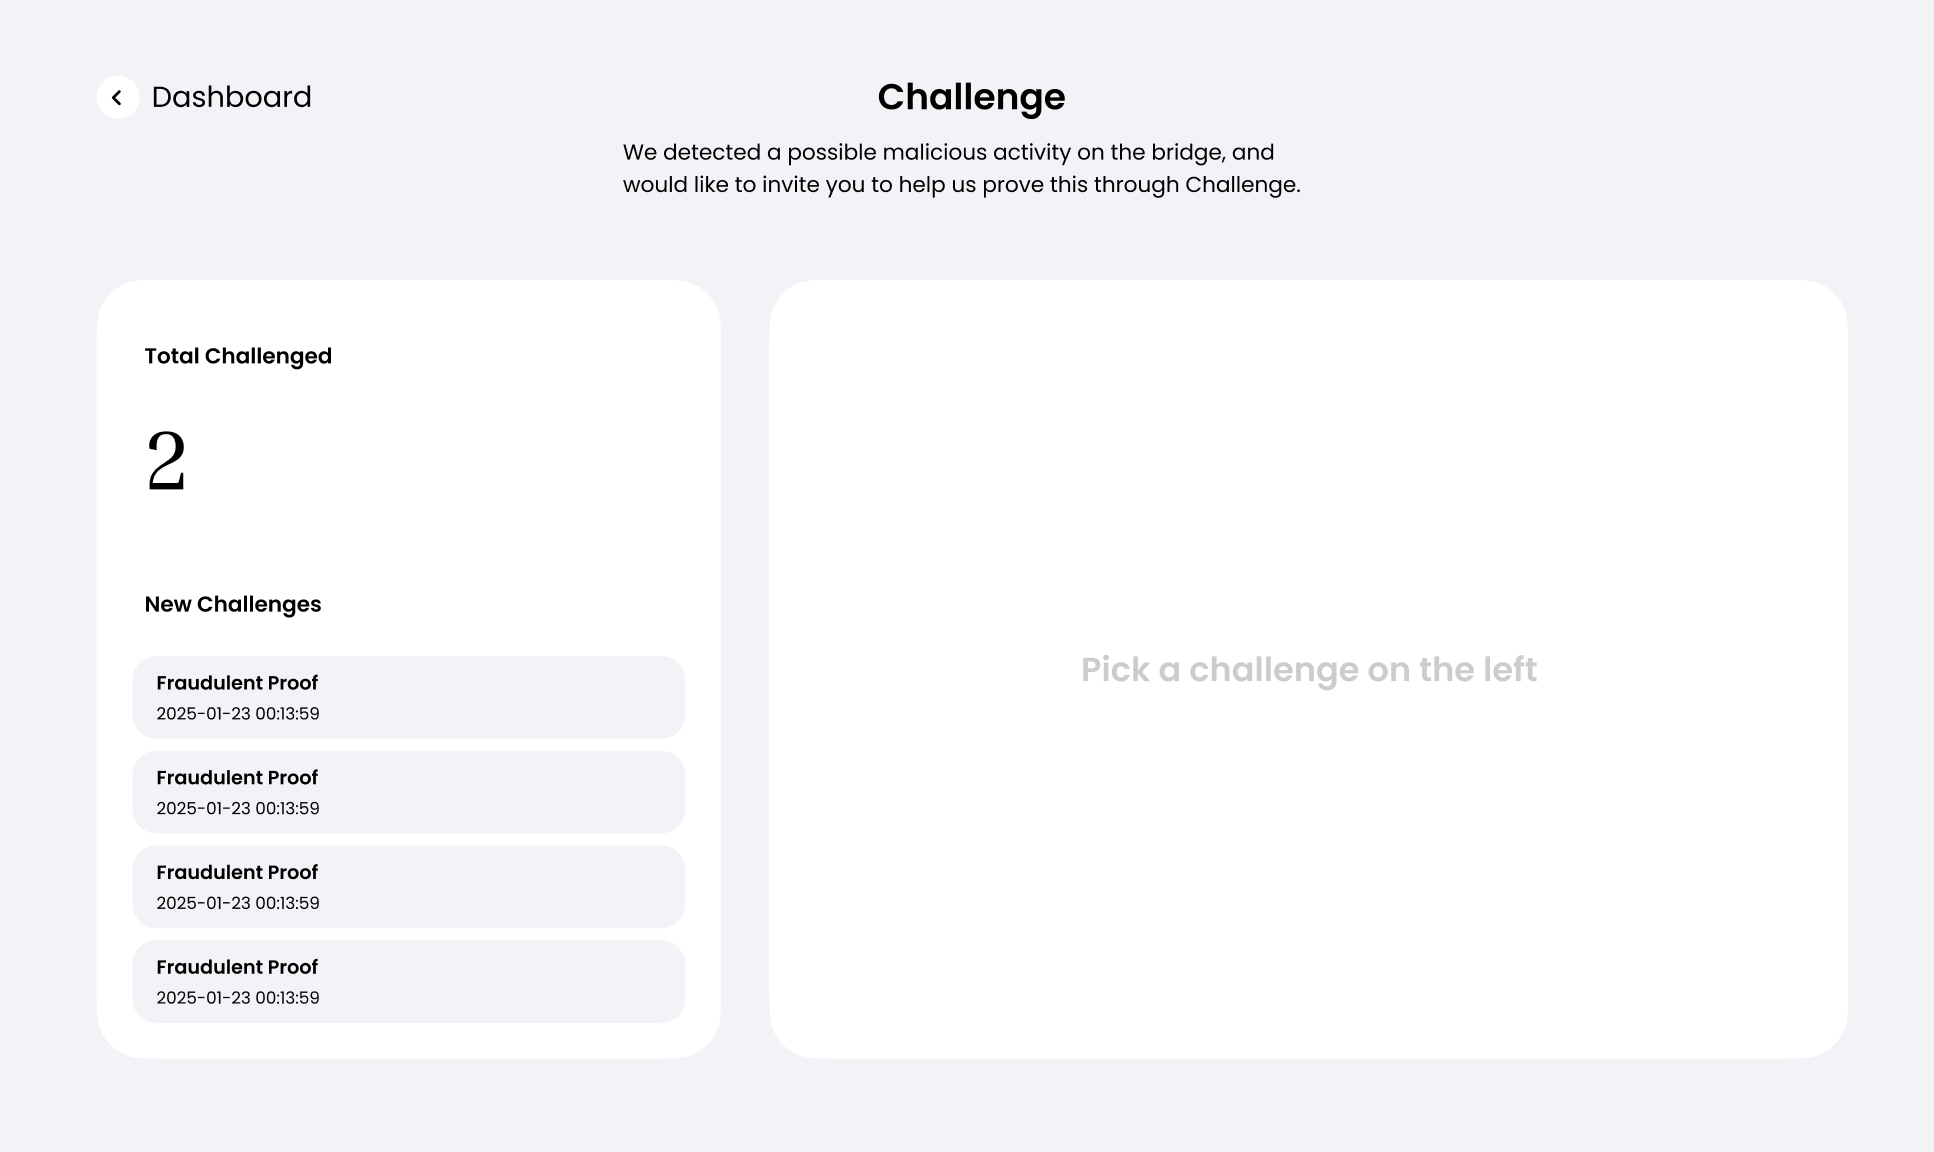 Dashboard
Challenge
We detected a possible malicious activity on the bridge, and
would like to invite you to help us prove this through Challenge.
Total Challenged
2
New Challenges
Fraudulent Proof
2025-01-23 00:13:59
Fraudulent Proof
2025-01-23 00:13:59
Fraudulent Proof
2025-01-23 00:13:59
Fraudulent Proof
2025-01-23 00:13:59
Pick a challenge on the left